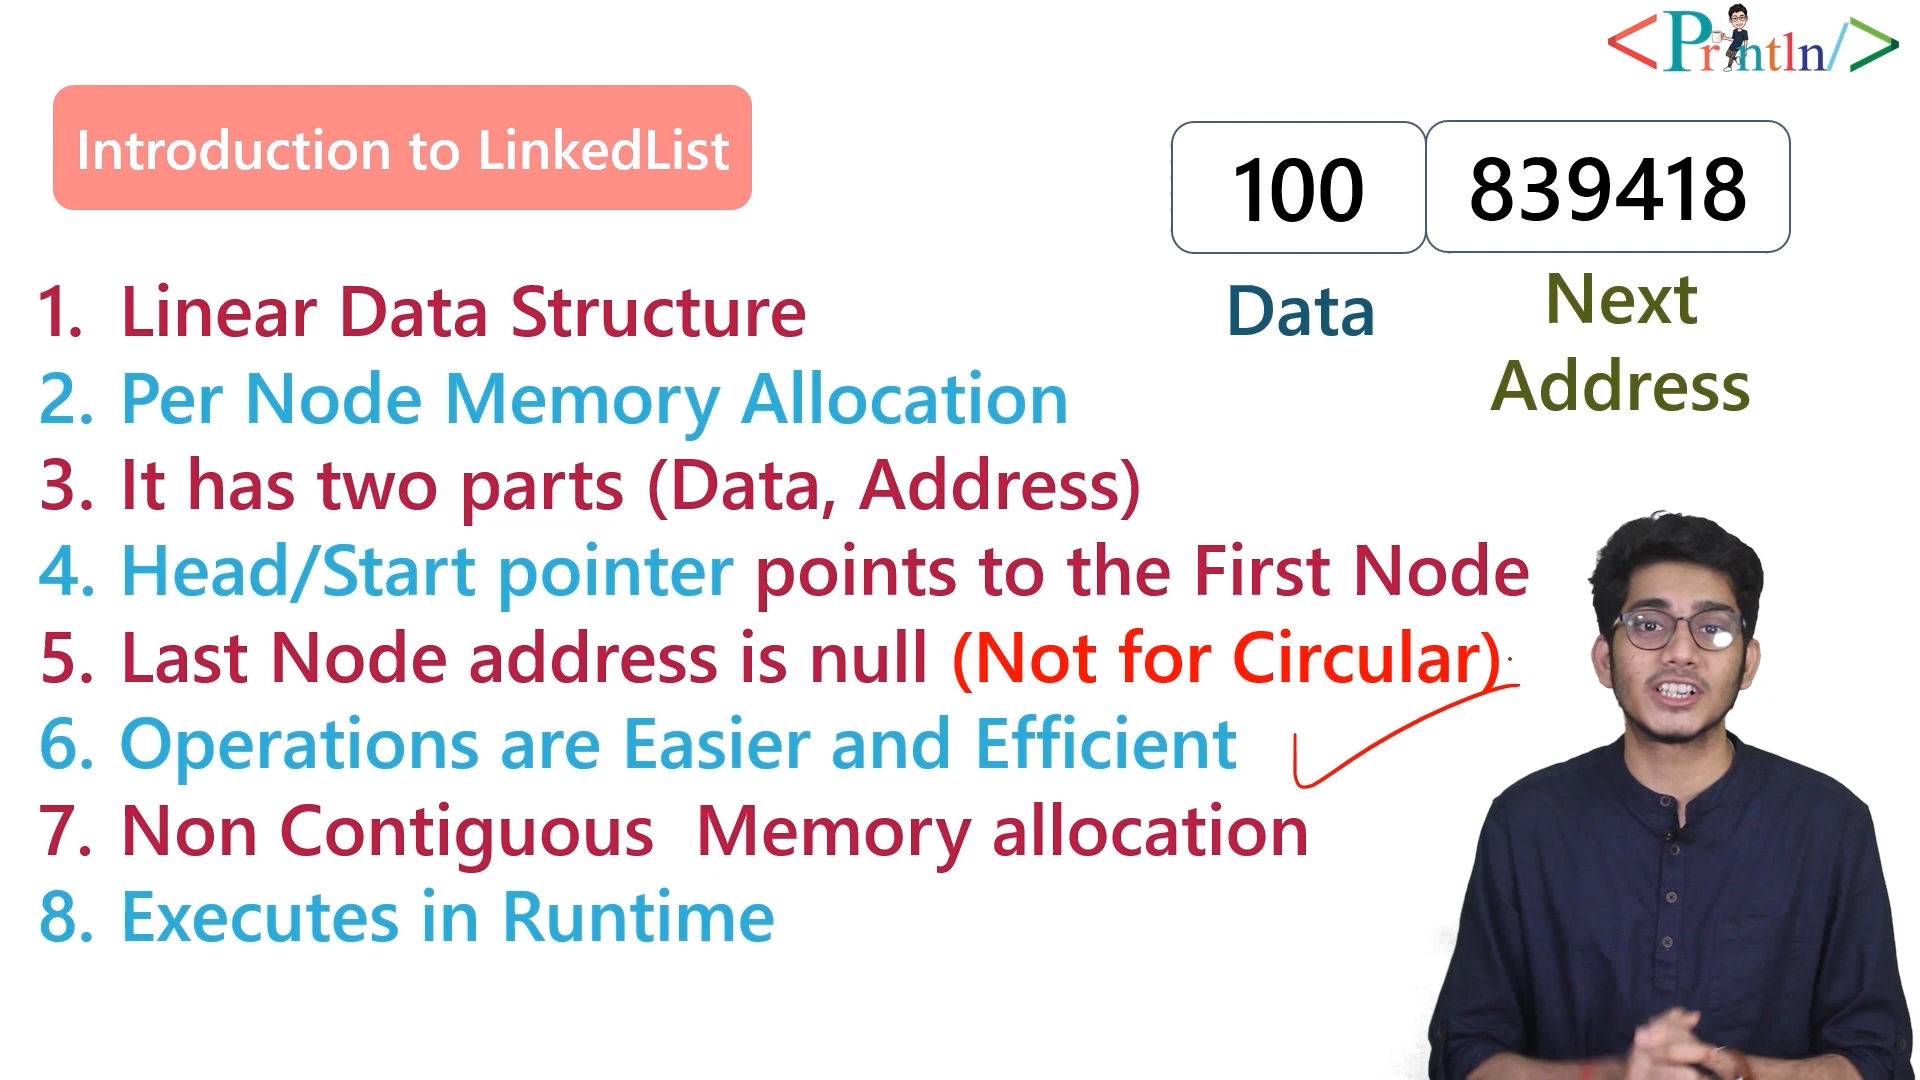 <Println/>
Introduction to LinkedList
100 839418
Data
Next
Address
1. Linear Data Structure
2. Per Node Memory Allocation
3. It has two parts (Data, Address)
4. Head/Start pointer points to the First Node
5. Last Node address is null (Not for Circular)
6. Operations are Easier and Efficient
7. Non Contiguous  Memory allocation
8. Executes in Runtime